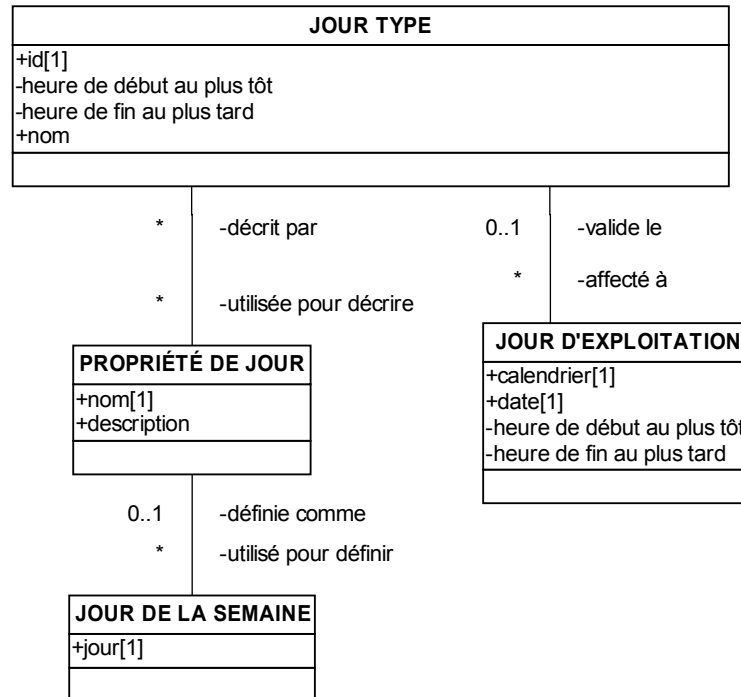 JOUR TYPE
+id[1]
-heure de début au plus tôt
-heure de fin au plus tard
+nom
* -décrit par
0..1 -valide le
* -affecté à
* -utilisée pour décrire
PROPRIÉTÉ DE JOUR
+nom[1]
+description
JOUR D'EXPLOITATION
+calendrier[1]
+date[1]
-heure de début au plus tôt
-heure de fin au plus tard
0..1 -définie comme
* -utilisé pour définir
JOUR DE LA SEMAINE
+jour[1]